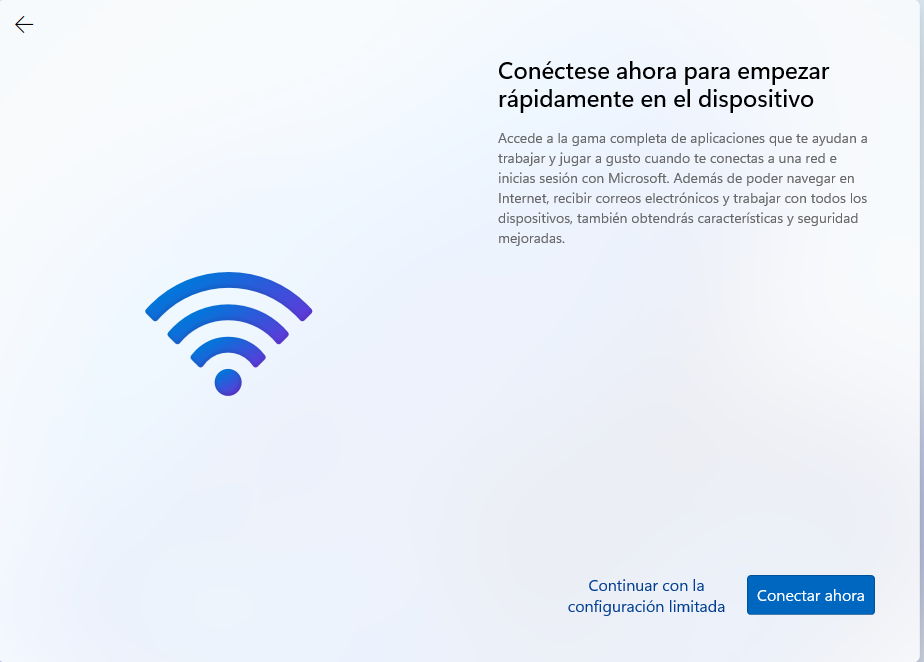 Conéctese ahora para empezar
rápidamente en el dispositivo
Accede a la gama completa de aplicaciones que te ayudan a
trabajar y jugar a gusto cuando te conectas a una red e
inicias sesión con Microsoft. Además de poder navegar en
Internet, recibir correos electrónicos y trabajar con todos los
dispositivos, también obtendrás características y seguridad
mejoradas.
Continuar con la
configuración limitada
Conectar ahora